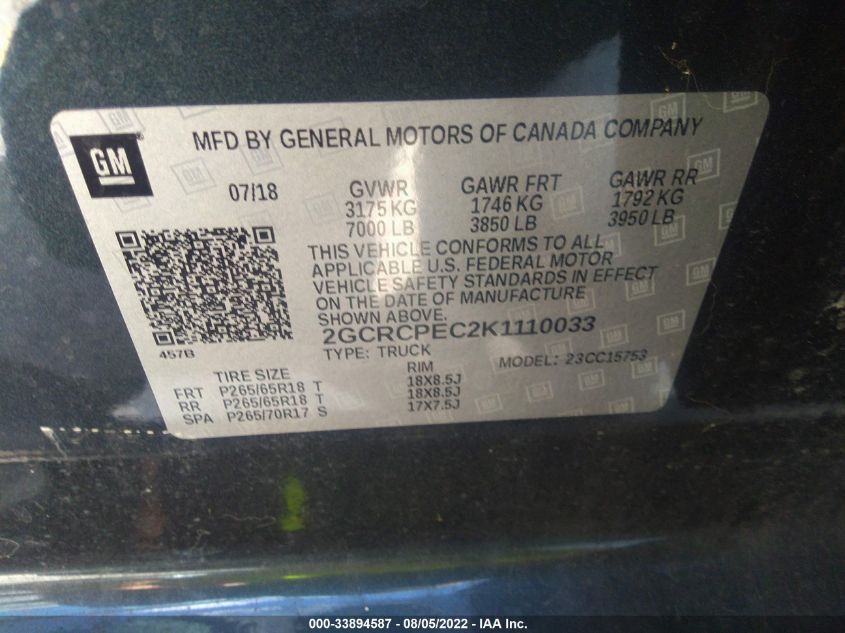 GM
MFD BY GENERAL MOTORS OF CANADA COMPANY
07/18 GVWR GAWR FRT GAWR RR
3175 KG 1746 KG 1792 KG
7000 LB 3850 LB 3950 LB
THIS VEHICLE CONFORMS TO ALL
APPLICABLE U.S. FEDERAL MOTOR
VEHICLE SAFETY STANDARDS IN EFFECT
ON THE DATE OF MANUFACTURE
SHOWN ABOVE.
2GCRCPEC2K1110033
457B
TYPE: TRUCK MODEL: 23CC15753
TIRE SIZE RIM
FRT P265/65R18 T 18X8.5J
RR P265/65R18 T 18X8.5J
SPA P265/70R17 S 17X7.5J
000-33894587 - 08/05/2022 - IAA Inc.